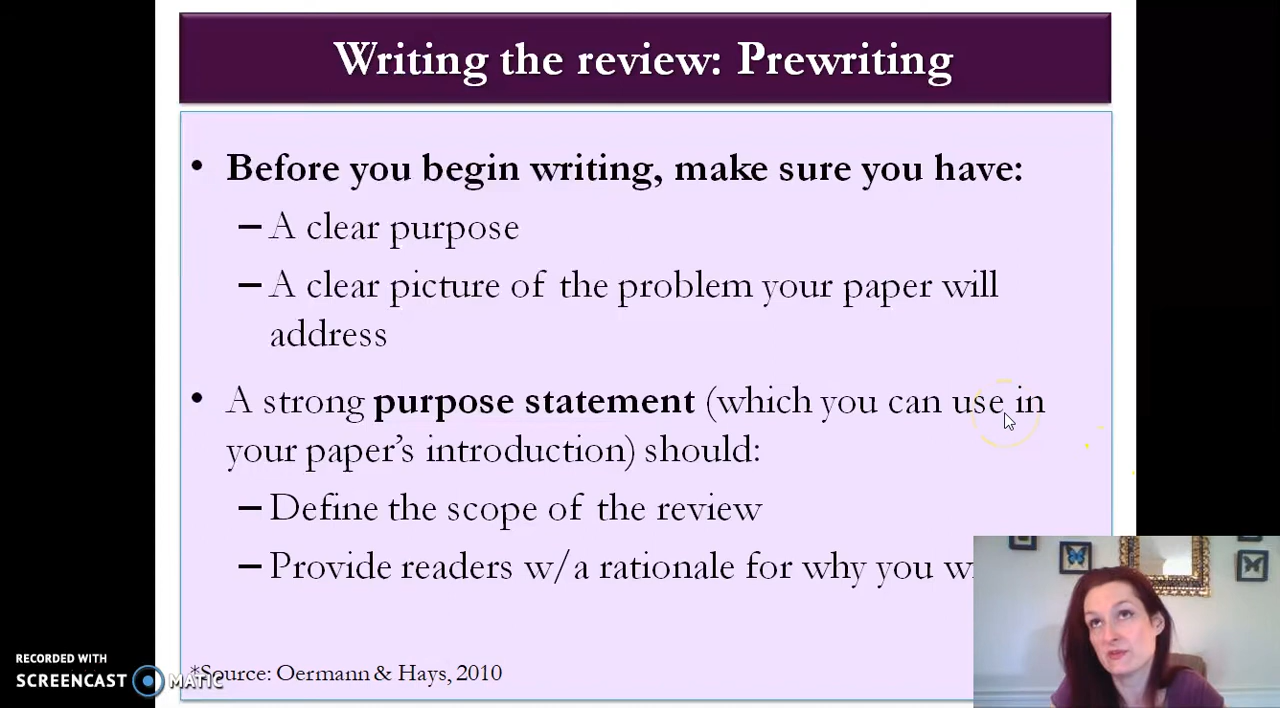 Writing the review: Prewriting
• Before you begin writing, make sure you have:
– A clear purpose
– A clear picture of the problem your paper will
address
• A strong purpose statement (which you can use in
your paper's introduction) should:
– Define the scope of the review
– Provide readers w/a rationale for why you
*Source: Oermann & Hays, 2010
RECORDED WITH
SCREENCAST MATIC